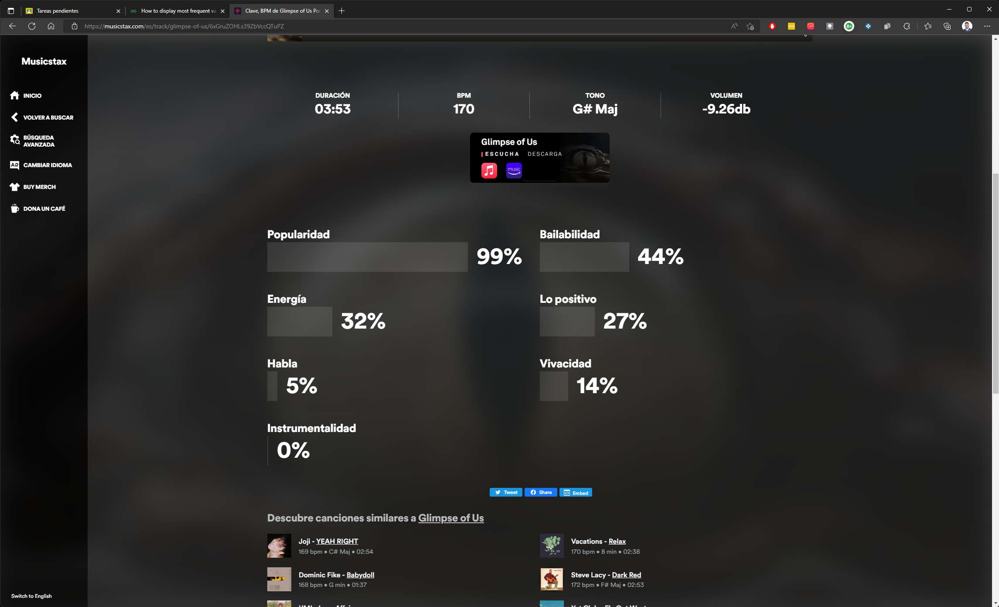 Tareas pendientes
How to display most frequent va
Clave, BPM de Glimpse of Us Por
https://musicstax.com/es/track/glimpse-of-us/6xGruZOHLs39ZbVccQTuPZ
Musicstax
INICIO
VOLVER A BUSCAR
BÚSQUEDA
AVANZADA
CAMBIAR IDIOMA
BUY MERCH
DONA UN CAFÉ
Switch to English
DURACIÓN
03:53
BPM
170
TONO
G# Maj
VOLUMEN
-9.26db
Glimpse of Us
ESCUCHA DESCARGA
music
Popularidad
99%
Bailabilidad
44%
Energía
32%
Lo positivo
27%
Habla
5%
Vivacidad
14%
Instrumentalidad
0%
Tweet
Share
Embed
Descubre canciones similares a Glimpse of Us
Joji - YEAH RIGHT
169 bpm • C# Maj • 02:54
Vacations - Relax
170 bpm • B min • 02:38
Dominic Fike - Babydoll
168 bpm • G min • 01:37
Steve Lacy - Dark Red
172 bpm • F# Maj • 02:53